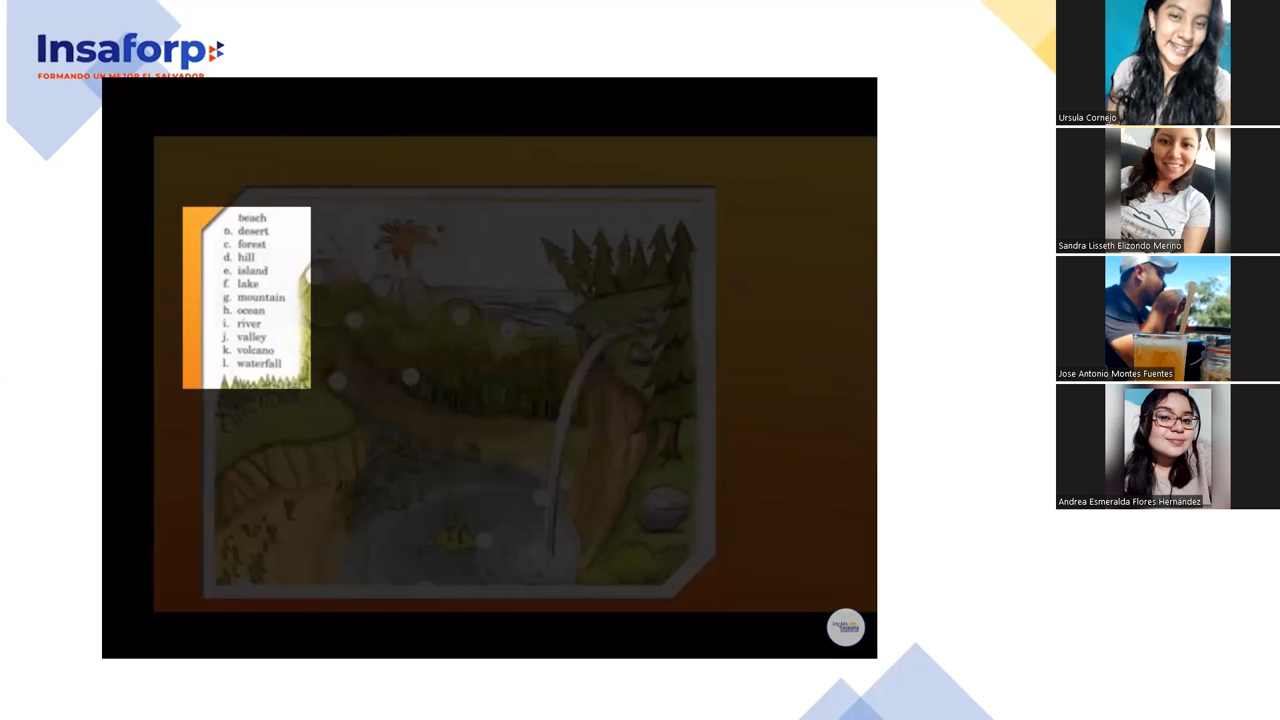 Insaforp
FORMANDO UN MEJOR EL SALVADOR
beach
b. desert
c. forest
d. hill
e. island
f. lake
g. mountain
h. ocean
i. river
j. valley
k. volcano
l. waterfall
Ursula Cornejo
Sandra Lisseth Elizondo Merino
Jose Antonio Montes Fuentes
Andrea Esmeralda Flores Hernández